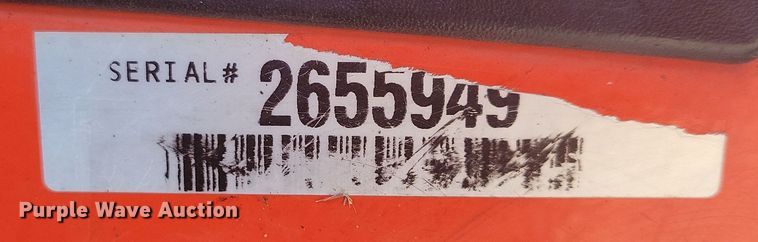 SERIAL# 2655949
Purple Wave Auction